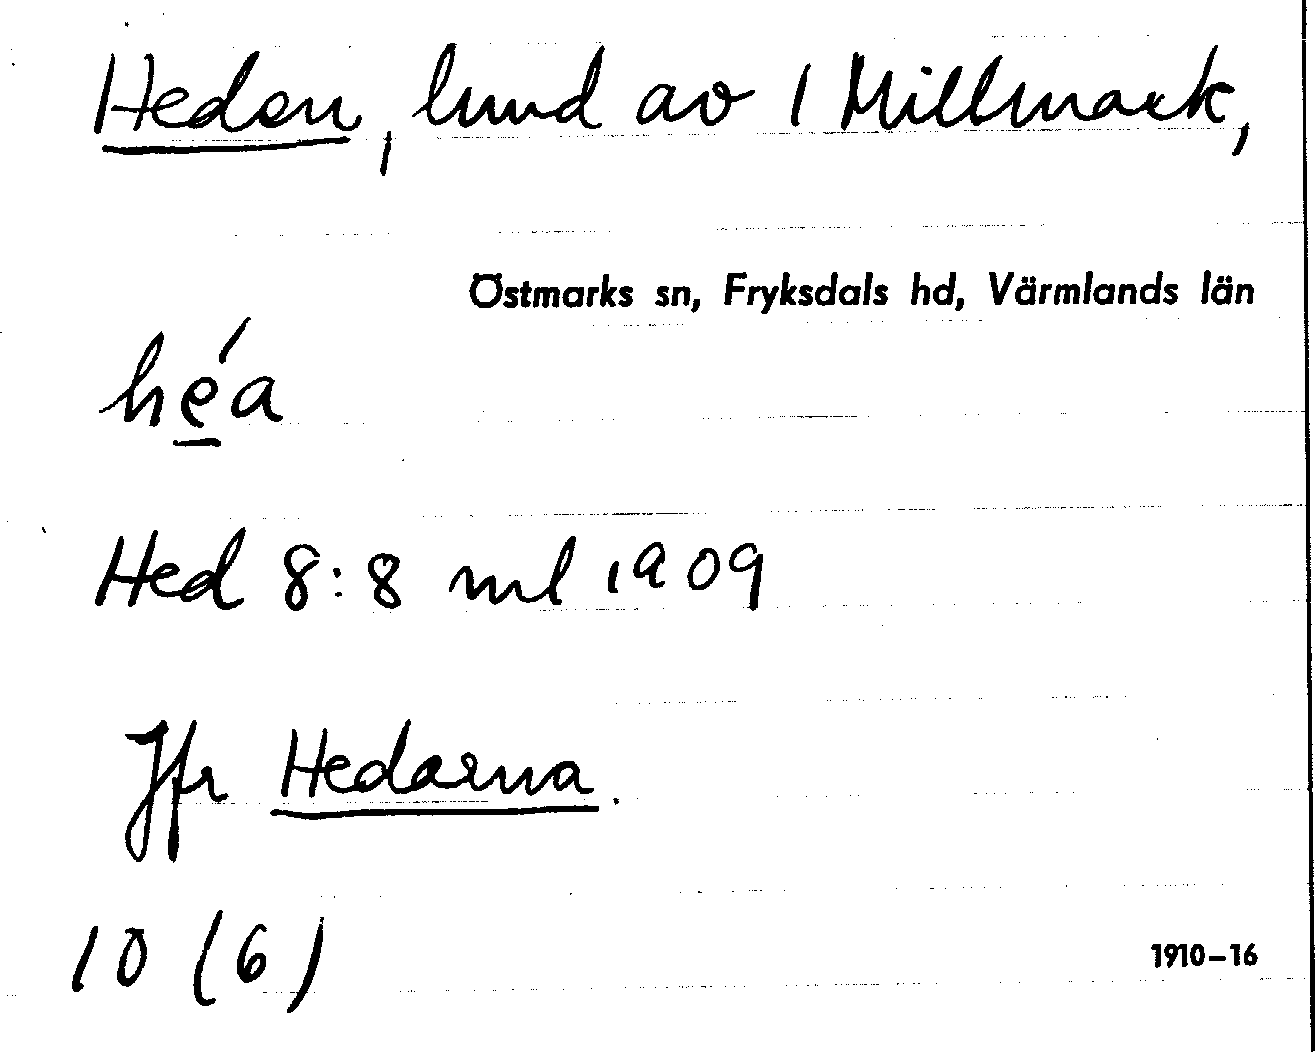 Heden, lund av 1 Millmark,
Östmarks sn, Fryksdals hd, Värmlands län
hé̱a
Hed 8:8 ml 1909
Jfr Hedarna.
10 (6)
1910–16